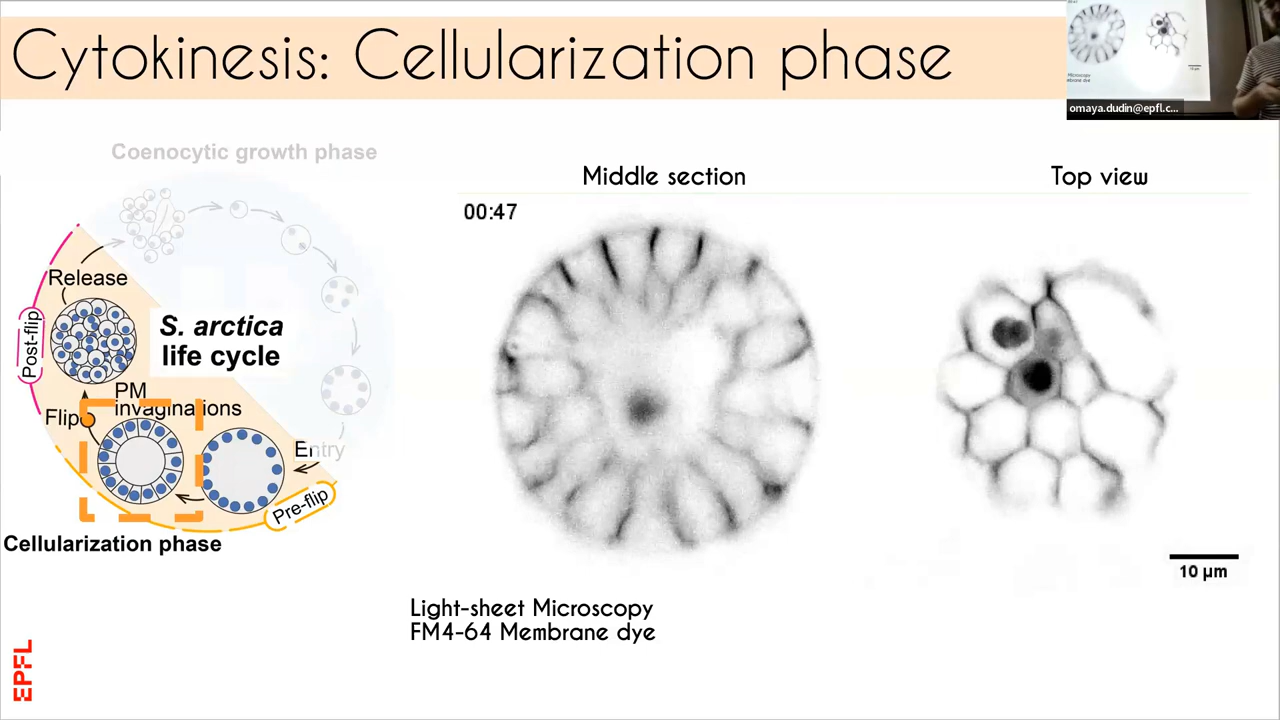 Cytokinesis: Cellularization phase
omaya.dudin@epfl.c...
Coenocytic growth phase
Middle section
Top view
00:47
Release
Post-flip
S. arctica
life cycle
PM
invaginations
Flip
Entry
Pre-flip
Cellularization phase
10 µm
Light-sheet Microscopy
FM4-64 Membrane dye
EPFL